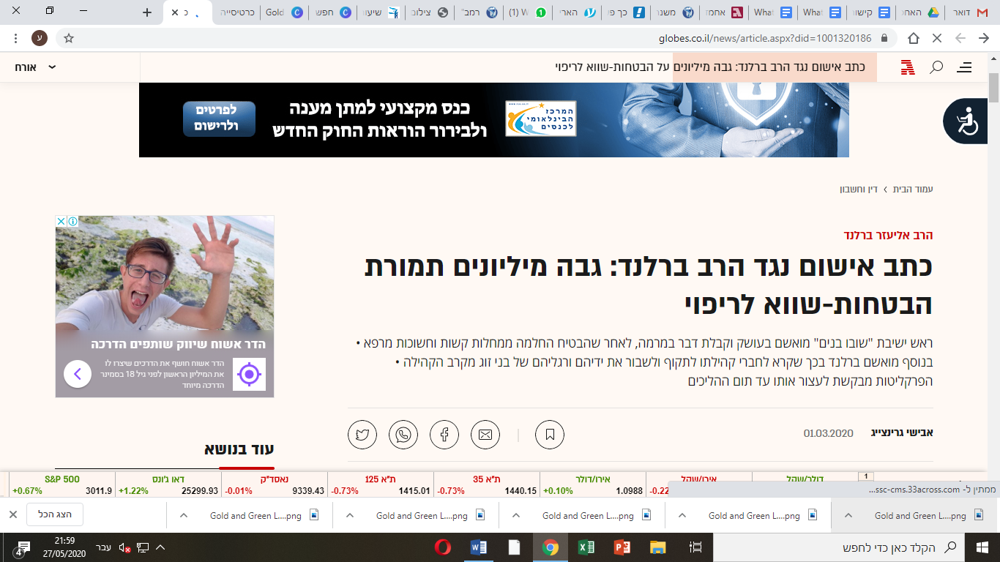 דואר
האחס
קישו
What
What
אחמד
משנו
כך פי
הארי
(1) W
רמב"
צילום
שיעו
חפש
Gold
כרטיסייה
כ
globes.co.il/news/article.aspx?did=1001320186
ע
כתב אישום נגד הרב ברלנד: גבה מיליונים על הבטחות-שווא לריפוי
אורח
המרכז
הבינלאומי
לכנסים
כנס מקצועי למתן מענה
ולבירור הוראות החוק החדש
לפרטים
ולרישום
עמוד הבית › דין וחשבון
הרב אליעזר ברלנד
כתב אישום נגד הרב ברלנד: גבה מיליונים תמורת
הבטחות-שווא לריפוי
ראש ישיבת "שובו בנים" מואשם בעושק וקבלת דבר במרמה, לאחר שהבטיח החלמה ממחלות קשות וחשוכות מרפא •
בנוסף מואשם ברלנד בכך שקרא לחברי קהילתו לתקוף ולשבור את ידיהם ורגליהם של בני זוג מקרב הקהילה •
הפרקליטות מבקשת לעצור אותו עד תום ההליכים
אבישי גרינצייג
01.03.2020
הדר אשוח שיווק שותפים הדרכה
הדר אשוח חושף את הדרכים שיצרו לו
את המיליון הראשון לפני גיל 18 בסמינר
הדרכה מיוחד
עוד בנושא
1
דולר/שקל
אירו/שקל
-0.22
אירו/דולר
1.0988 +0.10%
ת"א 35
1440.15 -0.73%
ת"א 125
1415.01 -0.73%
נאסד"ק
9339.43 -0.01%
דאו ג'ונס
25299.93 +1.22%
S&P 500
3011.9 +0.67%
ממתין ל- ssc-cms.33across.com...
Gold and Green L....png
Gold and Green L....png
Gold and Green L....png
Gold and Green L....png
Gold and Green L....png
הצג הכל
הקלד כאן כדי לחפש
עבר
21:59
27/05/2020
4